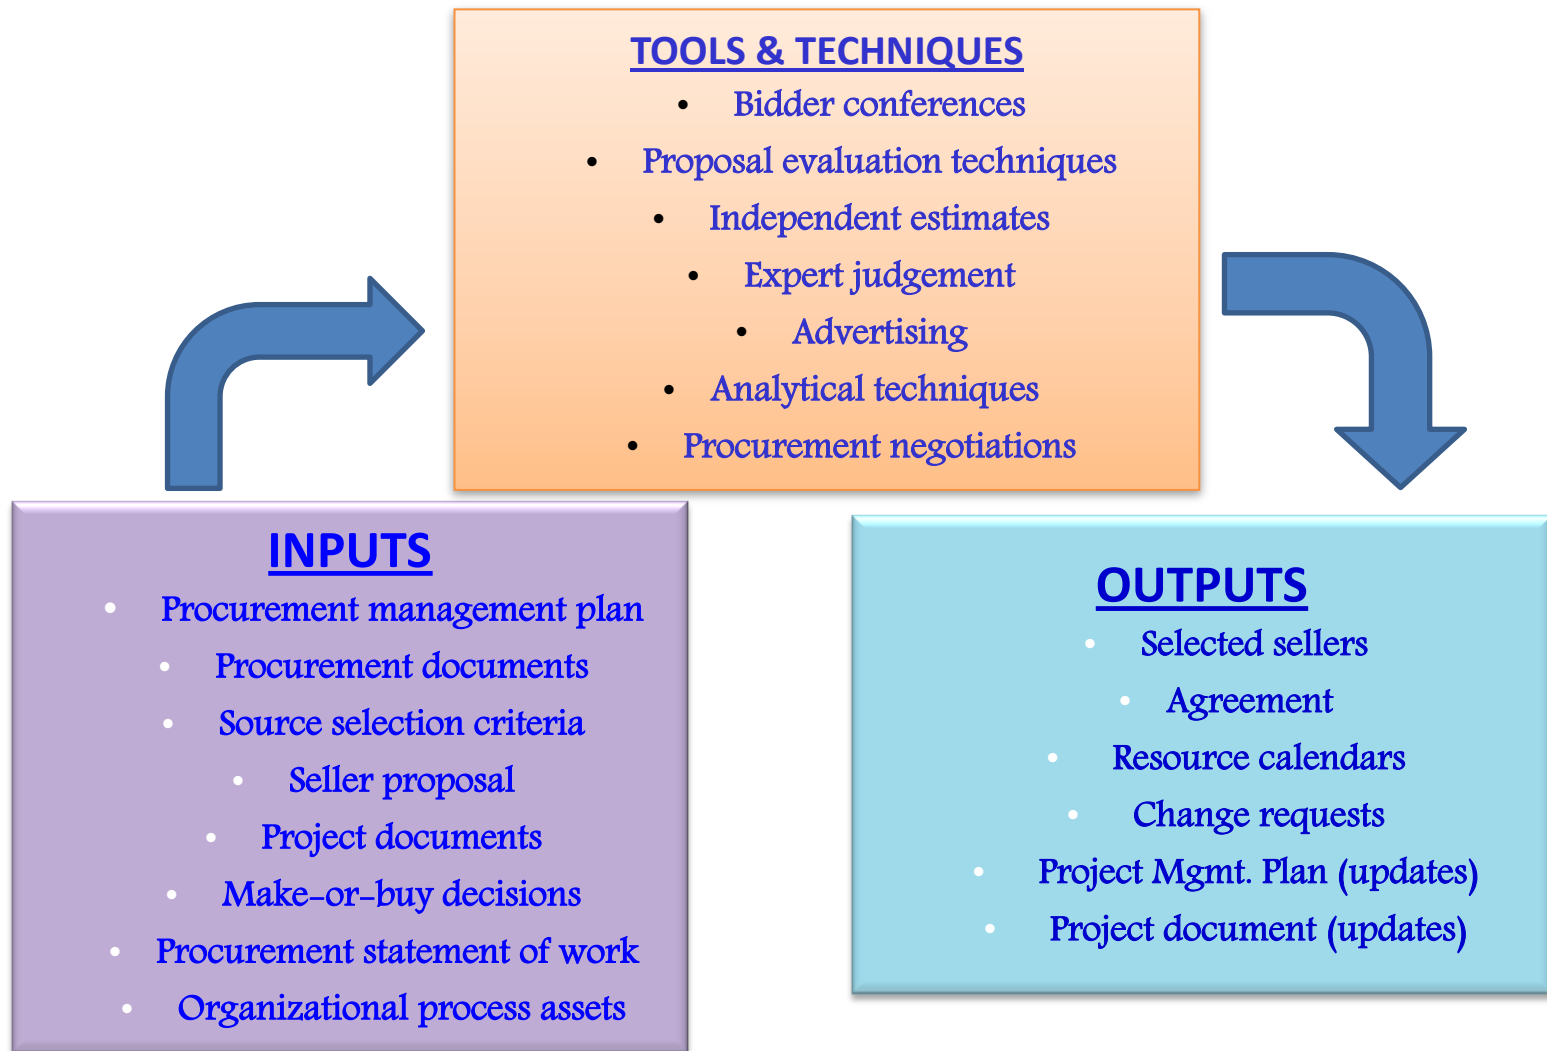 TOOLS & TECHNIQUES
• Bidder conferences
• Proposal evaluation techniques
• Independent estimates
• Expert judgement
• Advertising
• Analytical techniques
• Procurement negotiations
INPUTS
• Procurement management plan
• Procurement documents
• Source selection criteria
• Seller proposal
• Project documents
• Make-or-buy decisions
• Procurement statement of work
• Organizational process assets
OUTPUTS
• Selected sellers
• Agreement
• Resource calendars
• Change requests
• Project Mgmt. Plan (updates)
• Project document (updates)